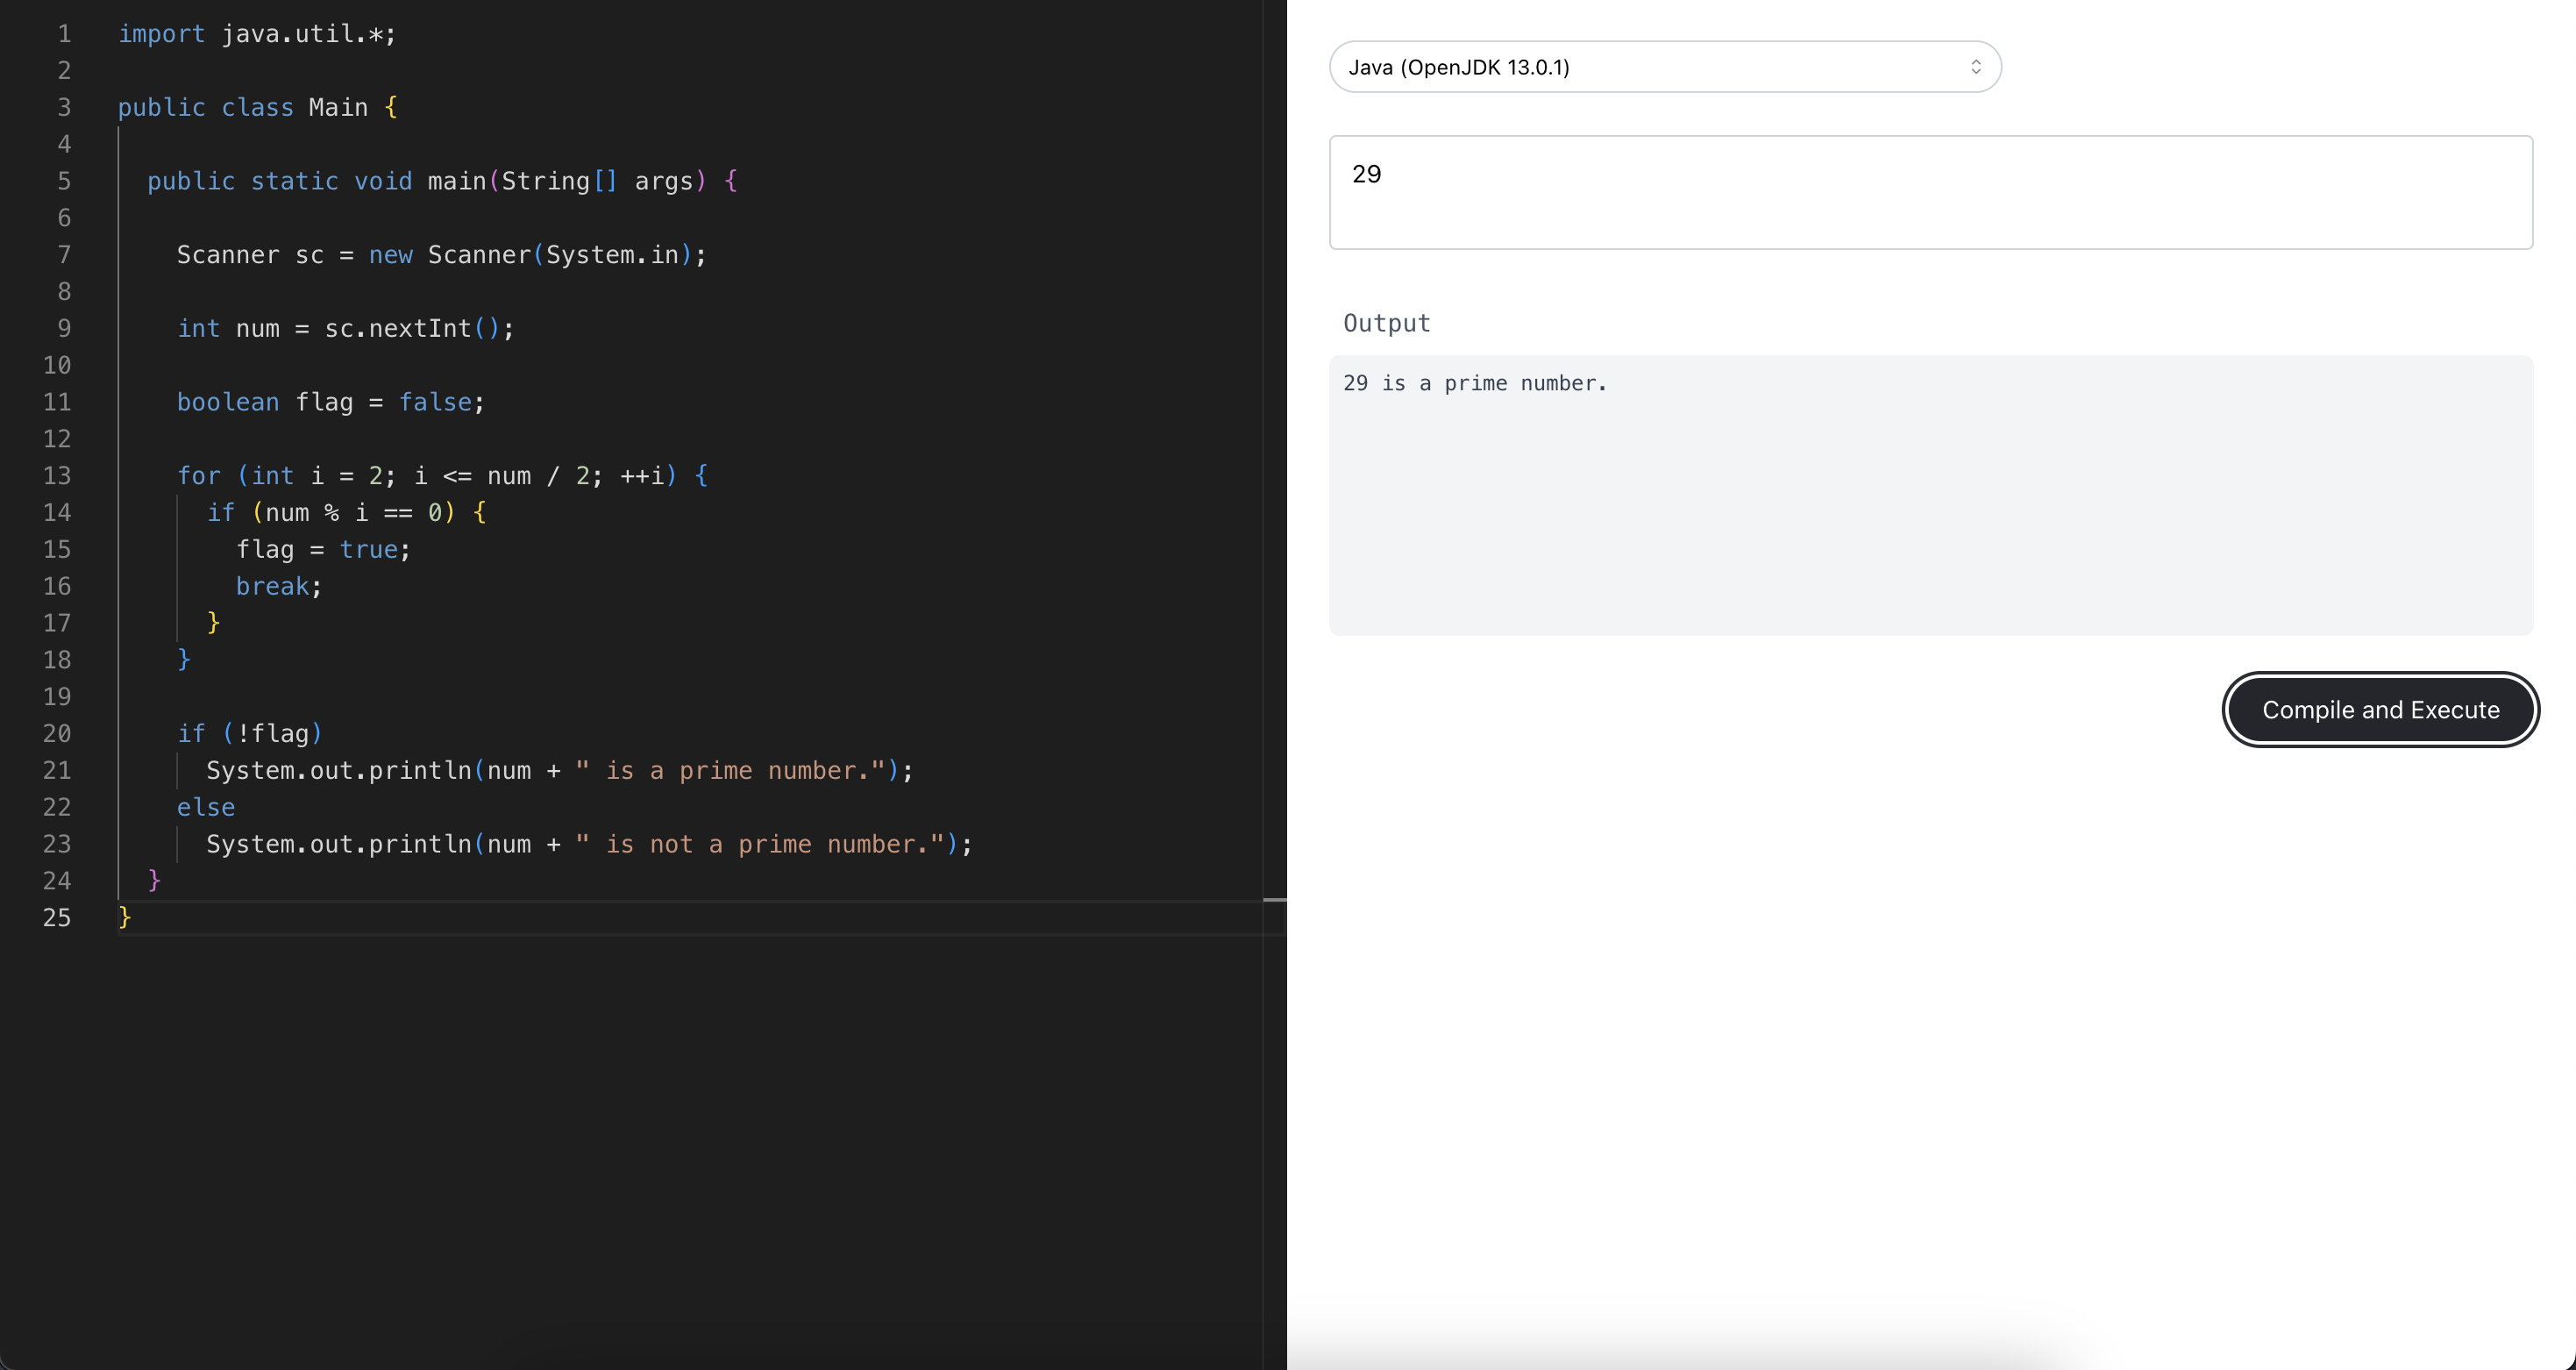 1 import java.util.*;
2
3 public class Main {
4
5   public static void main(String[] args) {
6
7     Scanner sc = new Scanner(System.in);
8
9     int num = sc.nextInt();
10
11     boolean flag = false;
12
13     for (int i = 2; i <= num / 2; ++i) {
14       if (num % i == 0) {
15         flag = true;
16         break;
17       }
18     }
19
20     if (!flag)
21       System.out.println(num + " is a prime number.");
22     else
23       System.out.println(num + " is not a prime number.");
24   }
25 }
Java (OpenJDK 13.0.1)
29
Output
29 is a prime number.
Compile and Execute